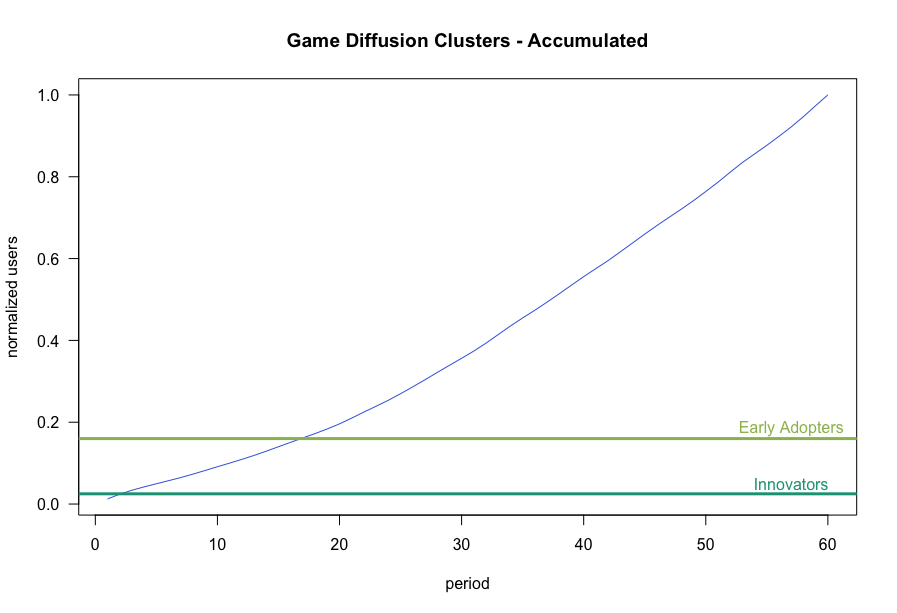 Game Diffusion Clusters - Accumulated
normalized users
1.0
0.8
0.6
0.4
0.2
0.0
Early Adopters
Innovators
0 10 20 30 40 50 60
period